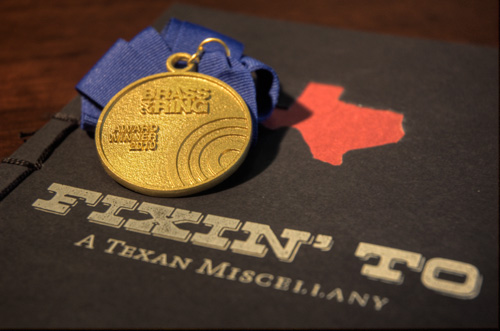 BRASS
RING
AWARD
WINNER
2010
FIXIN' TO
A TEXAN MISCELLANY